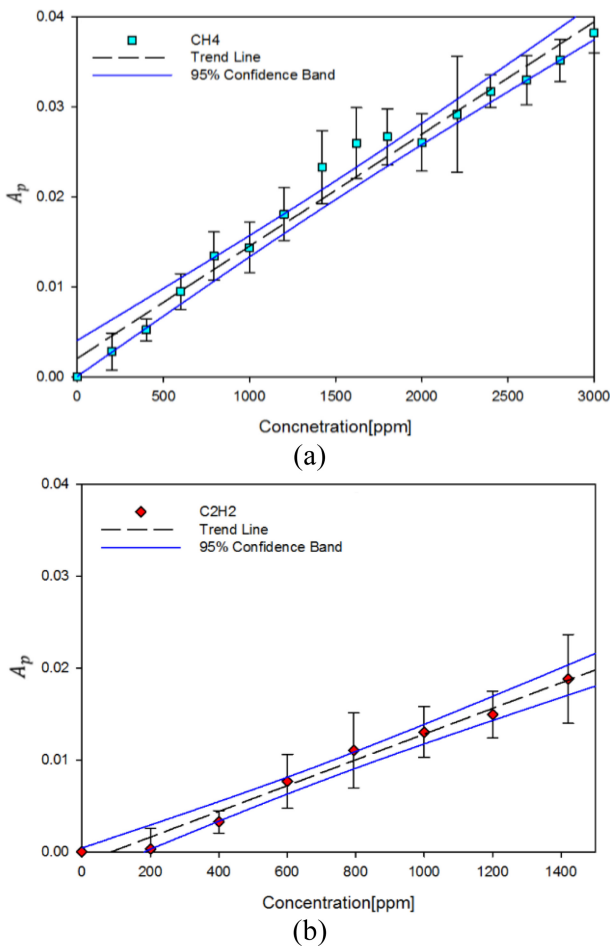 0.04
CH4
Trend Line
95% Confidence Band
0.03
Ap
0.02
0.01
0.00
0 500 1000 1500 2000 2500 3000
Concnetration[ppm]
(a)
0.04
C2H2
Trend Line
95% Confidence Band
0.03
Ap
0.02
0.01
0.00
0 200 400 600 800 1000 1200 1400
Concentration[ppm]
(b)